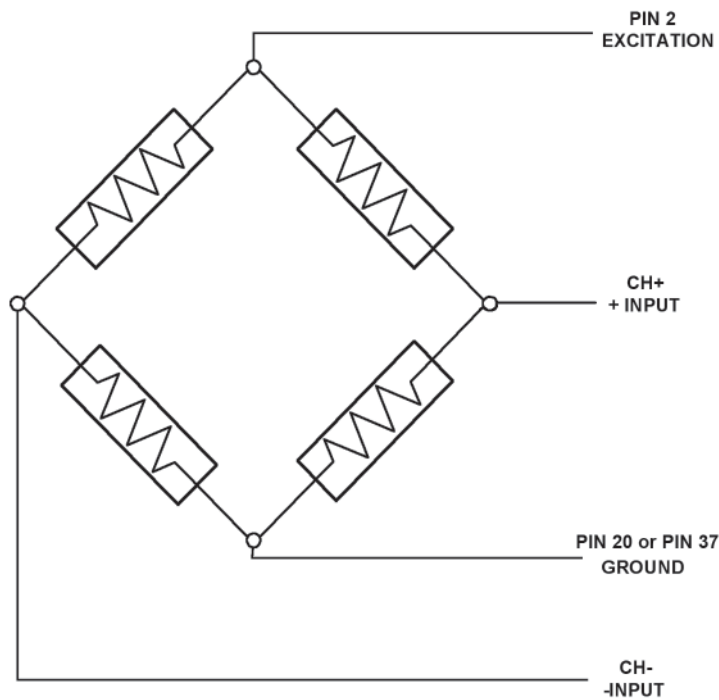 PIN 2
EXCITATION
CH+
+ INPUT
PIN 20 or PIN 37
GROUND
CH-
-INPUT